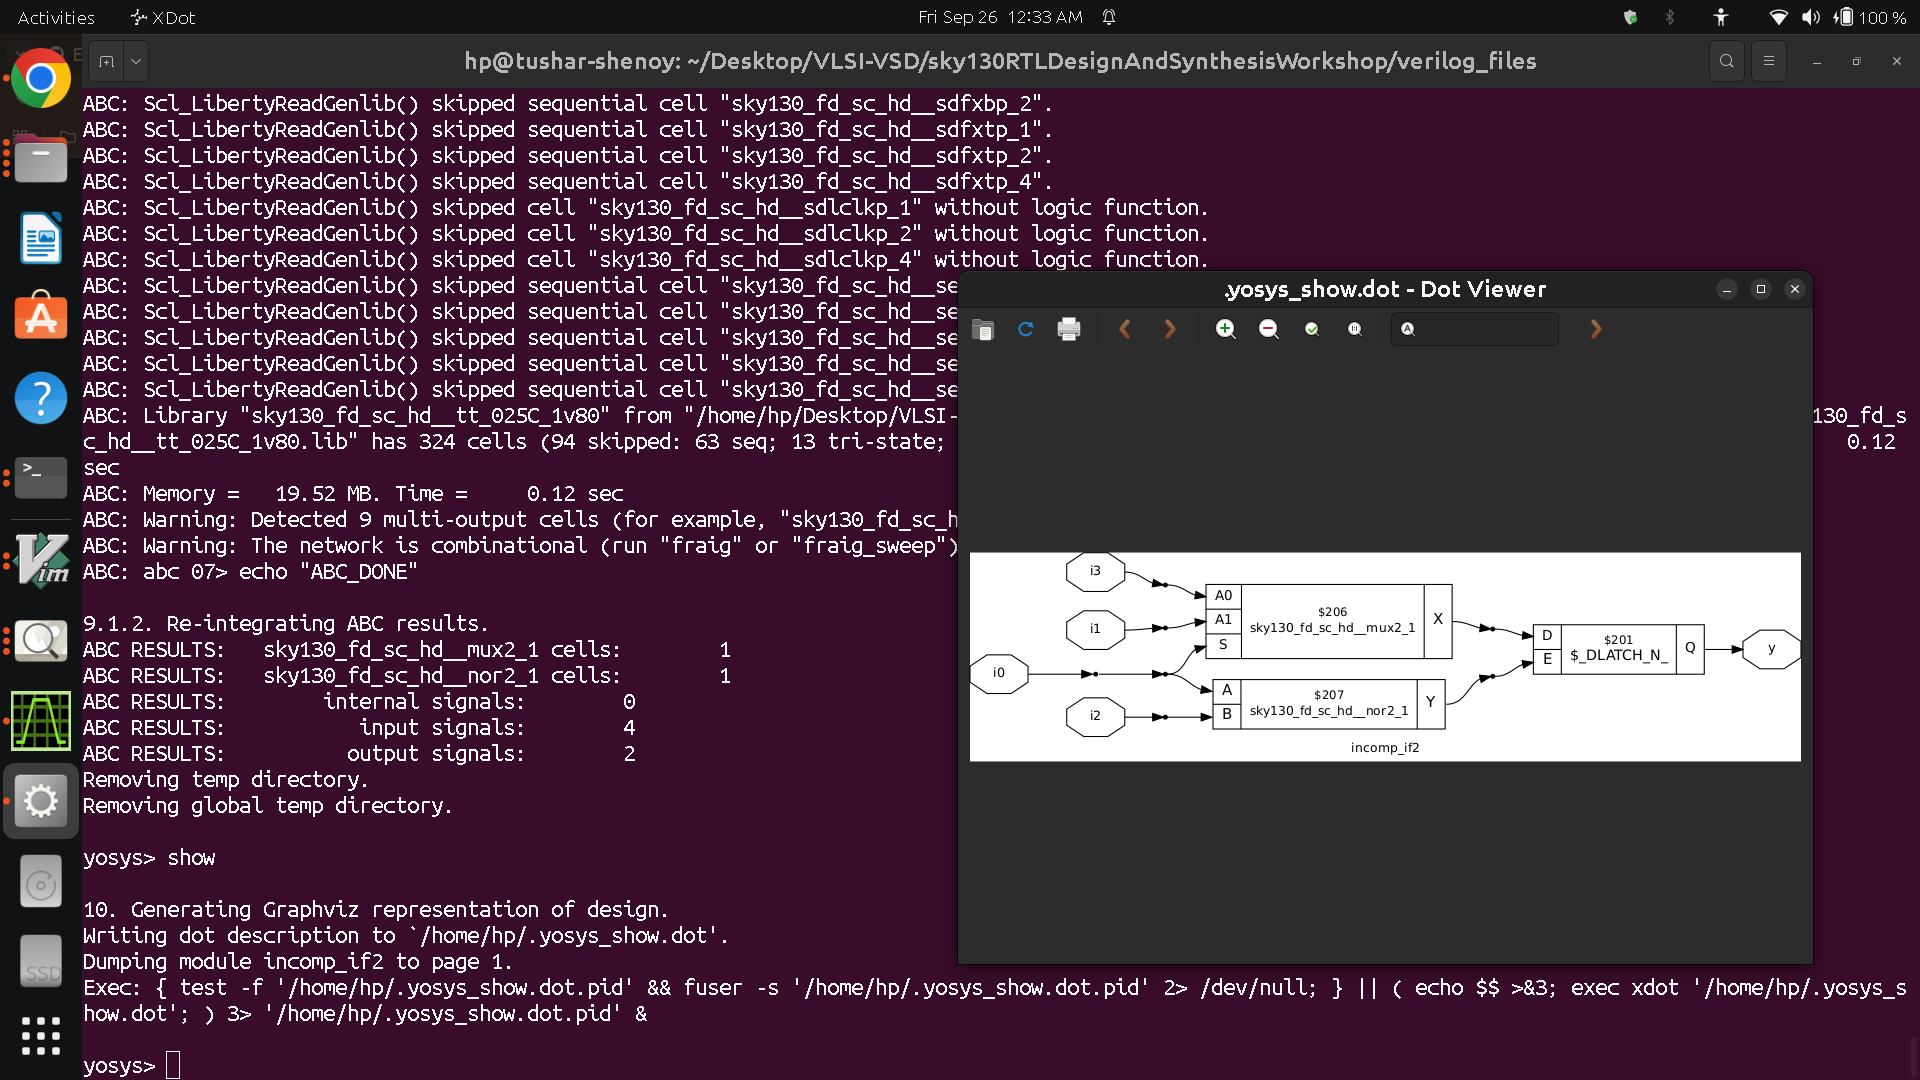 Activities
XDot
Fri Sep 26 12:33 AM
100 %
hp@tushar-shenoy: ~/Desktop/VLSI-VSD/sky130RTLDesignAndSynthesisWorkshop/verilog_files
ABC: Scl_LibertyReadGenlib() skipped sequential cell "sky130_fd_sc_hd__sdfxbp_2".
ABC: Scl_LibertyReadGenlib() skipped sequential cell "sky130_fd_sc_hd__sdfxtp_1".
ABC: Scl_LibertyReadGenlib() skipped sequential cell "sky130_fd_sc_hd__sdfxtp_2".
ABC: Scl_LibertyReadGenlib() skipped sequential cell "sky130_fd_sc_hd__sdfxtp_4".
ABC: Scl_LibertyReadGenlib() skipped cell "sky130_fd_sc_hd__sdlclkp_1" without logic function.
ABC: Scl_LibertyReadGenlib() skipped cell "sky130_fd_sc_hd__sdlclkp_2" without logic function.
ABC: Scl_LibertyReadGenlib() skipped cell "sky130_fd_sc_hd__sdlclkp_4" without logic function.
ABC: Scl_LibertyReadGenlib() skipped sequential cell "sky130_fd_sc_hd__se
ABC: Scl_LibertyReadGenlib() skipped sequential cell "sky130_fd_sc_hd__se
ABC: Scl_LibertyReadGenlib() skipped sequential cell "sky130_fd_sc_hd__se
ABC: Scl_LibertyReadGenlib() skipped sequential cell "sky130_fd_sc_hd__se
ABC: Scl_LibertyReadGenlib() skipped sequential cell "sky130_fd_sc_hd__se
ABC: Library "sky130_fd_sc_hd__tt_025C_1v80" from "/home/hp/Desktop/VLSI- 130_fd_s
c_hd__tt_025C_1v80.lib" has 324 cells (94 skipped: 63 seq; 13 tri-state; 0.12
sec
ABC: Memory = 19.52 MB. Time = 0.12 sec
ABC: Warning: Detected 9 multi-output cells (for example, "sky130_fd_sc_h
ABC: Warning: The network is combinational (run "fraig" or "fraig_sweep")
ABC: abc 07> echo "ABC_DONE"
9.1.2. Re-integrating ABC results.
ABC RESULTS: sky130_fd_sc_hd__mux2_1 cells: 1
ABC RESULTS: sky130_fd_sc_hd__nor2_1 cells: 1
ABC RESULTS: internal signals: 0
ABC RESULTS: input signals: 4
ABC RESULTS: output signals: 2
Removing temp directory.
Removing global temp directory.
yosys> show
10. Generating Graphviz representation of design.
Writing dot description to `/home/hp/.yosys_show.dot'.
Dumping module incomp_if2 to page 1.
Exec: { test -f '/home/hp/.yosys_show.dot.pid' && fuser -s '/home/hp/.yosys_show.dot.pid' 2> /dev/null; } || ( echo $$ >&3; exec xdot '/home/hp/.yosys_s
how.dot'; ) 3> '/home/hp/.yosys_show.dot.pid' &
yosys>
.yosys_show.dot - Dot Viewer
i3
i1
i0
i2
A0
A1
S
$206
sky130_fd_sc_hd__mux2_1
X
A
B
$207
sky130_fd_sc_hd__nor2_1
Y
D
E
$201
$_DLATCH_N_
Q
y
incomp_if2
Vim
SSD